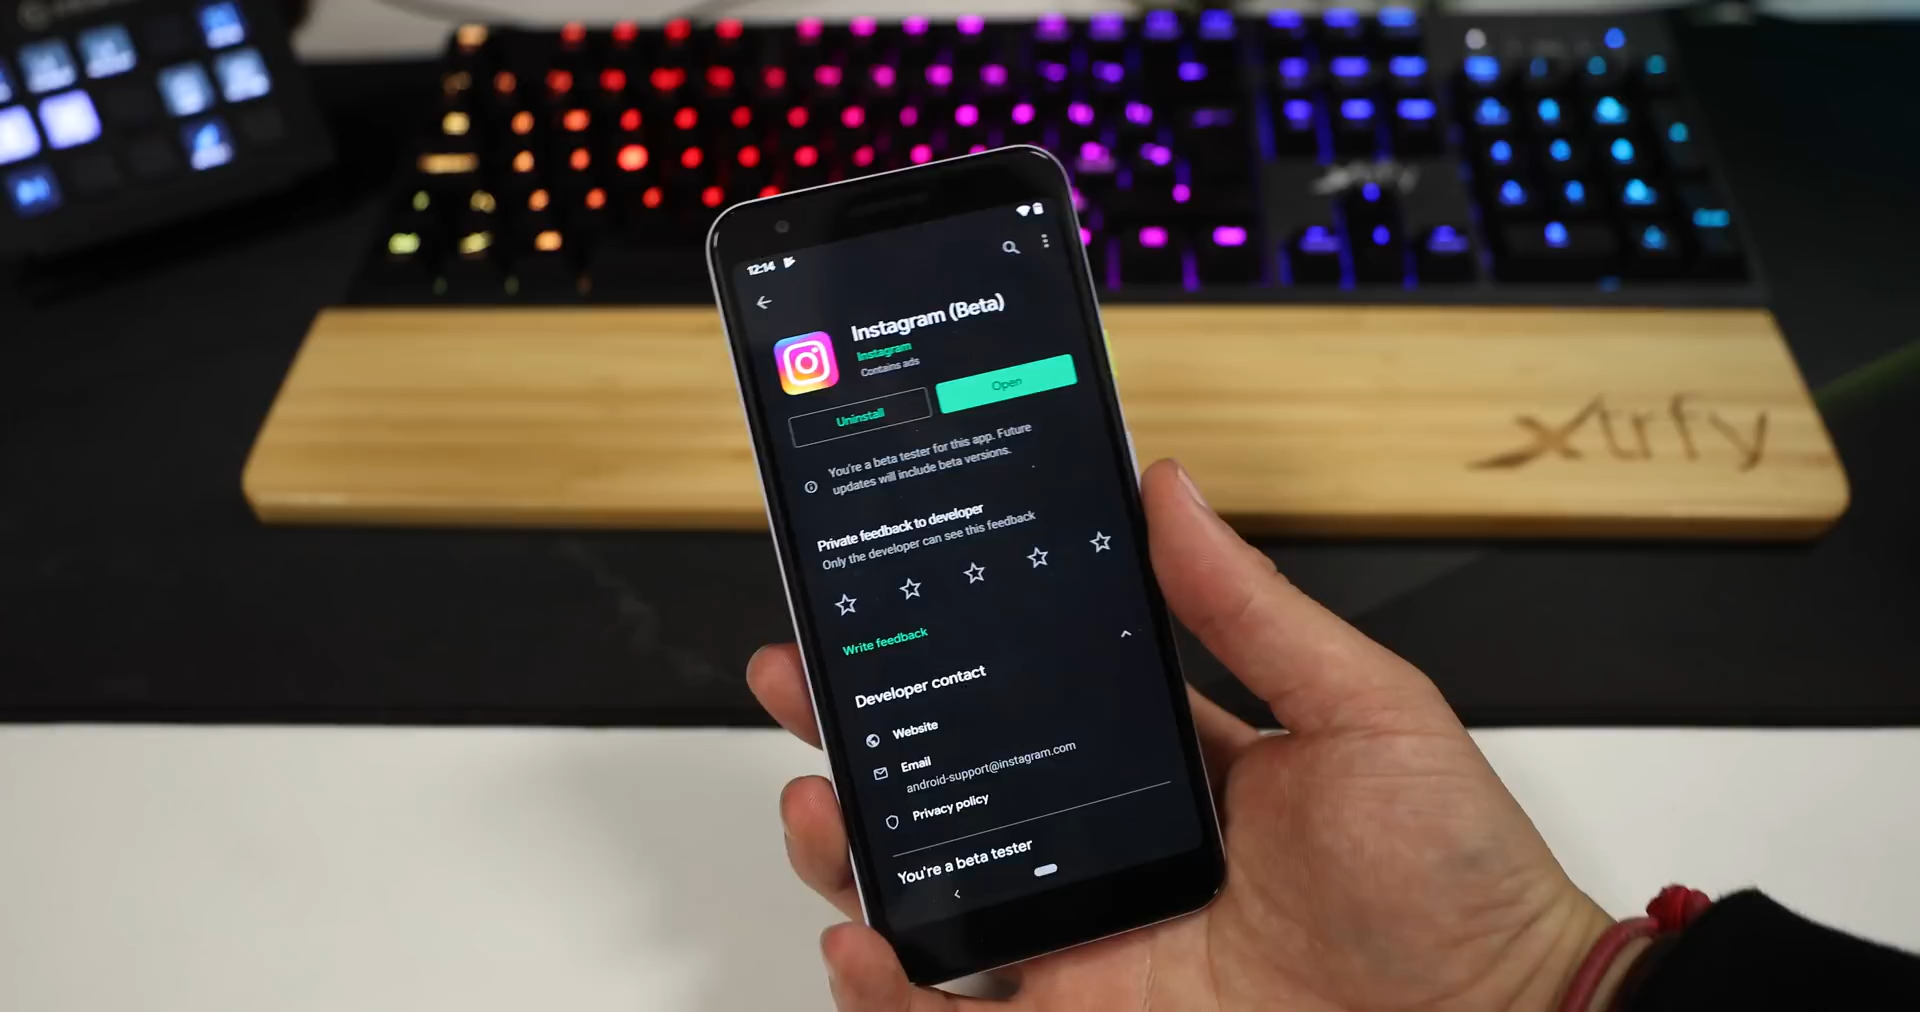 xtrfy
12:14
Instagram (Beta)
Instagram
Contains ads
Uninstall
Open
You're a beta tester for this app. Future
updates will include beta versions.
Private feedback to developer
Only the developer can see this feedback
Write feedback
Developer contact
Website
Email
android-support@instagram.com
Privacy policy
You're a beta tester
xtrfy